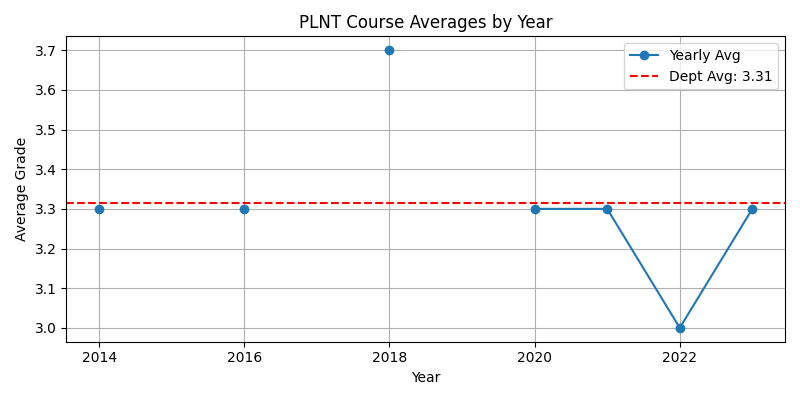 PLNT Course Averages by Year
Yearly Avg
Dept Avg: 3.31
Average Grade
3.7
3.6
3.5
3.4
3.3
3.2
3.1
3.0
2014 2016 2018 2020 2022
Year